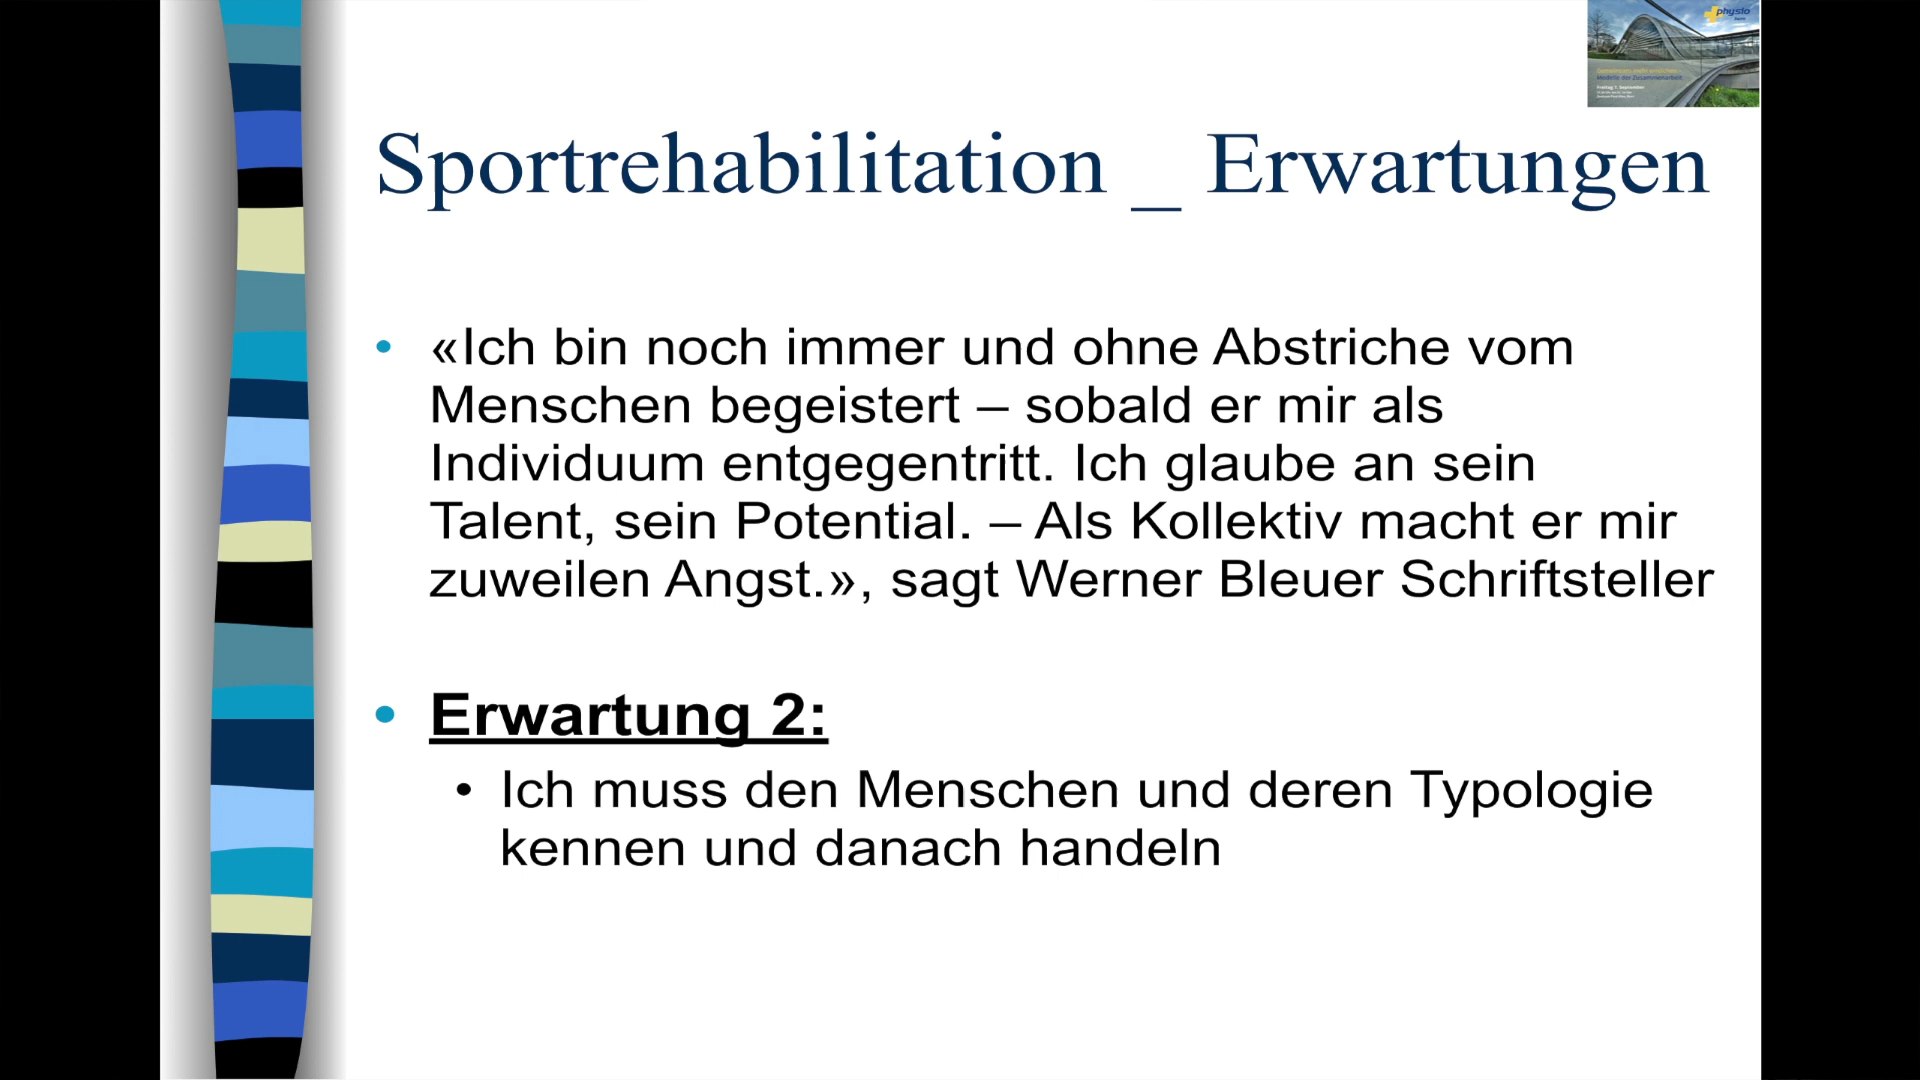 physio
Sportrehabilitation _ Erwartungen
• «Ich bin noch immer und ohne Abstriche vom
Menschen begeistert – sobald er mir als
Individuum entgegentritt. Ich glaube an sein
Talent, sein Potential. – Als Kollektiv macht er mir
zuweilen Angst.», sagt Werner Bleuer Schriftsteller
• Erwartung 2:
• Ich muss den Menschen und deren Typologie
kennen und danach handeln